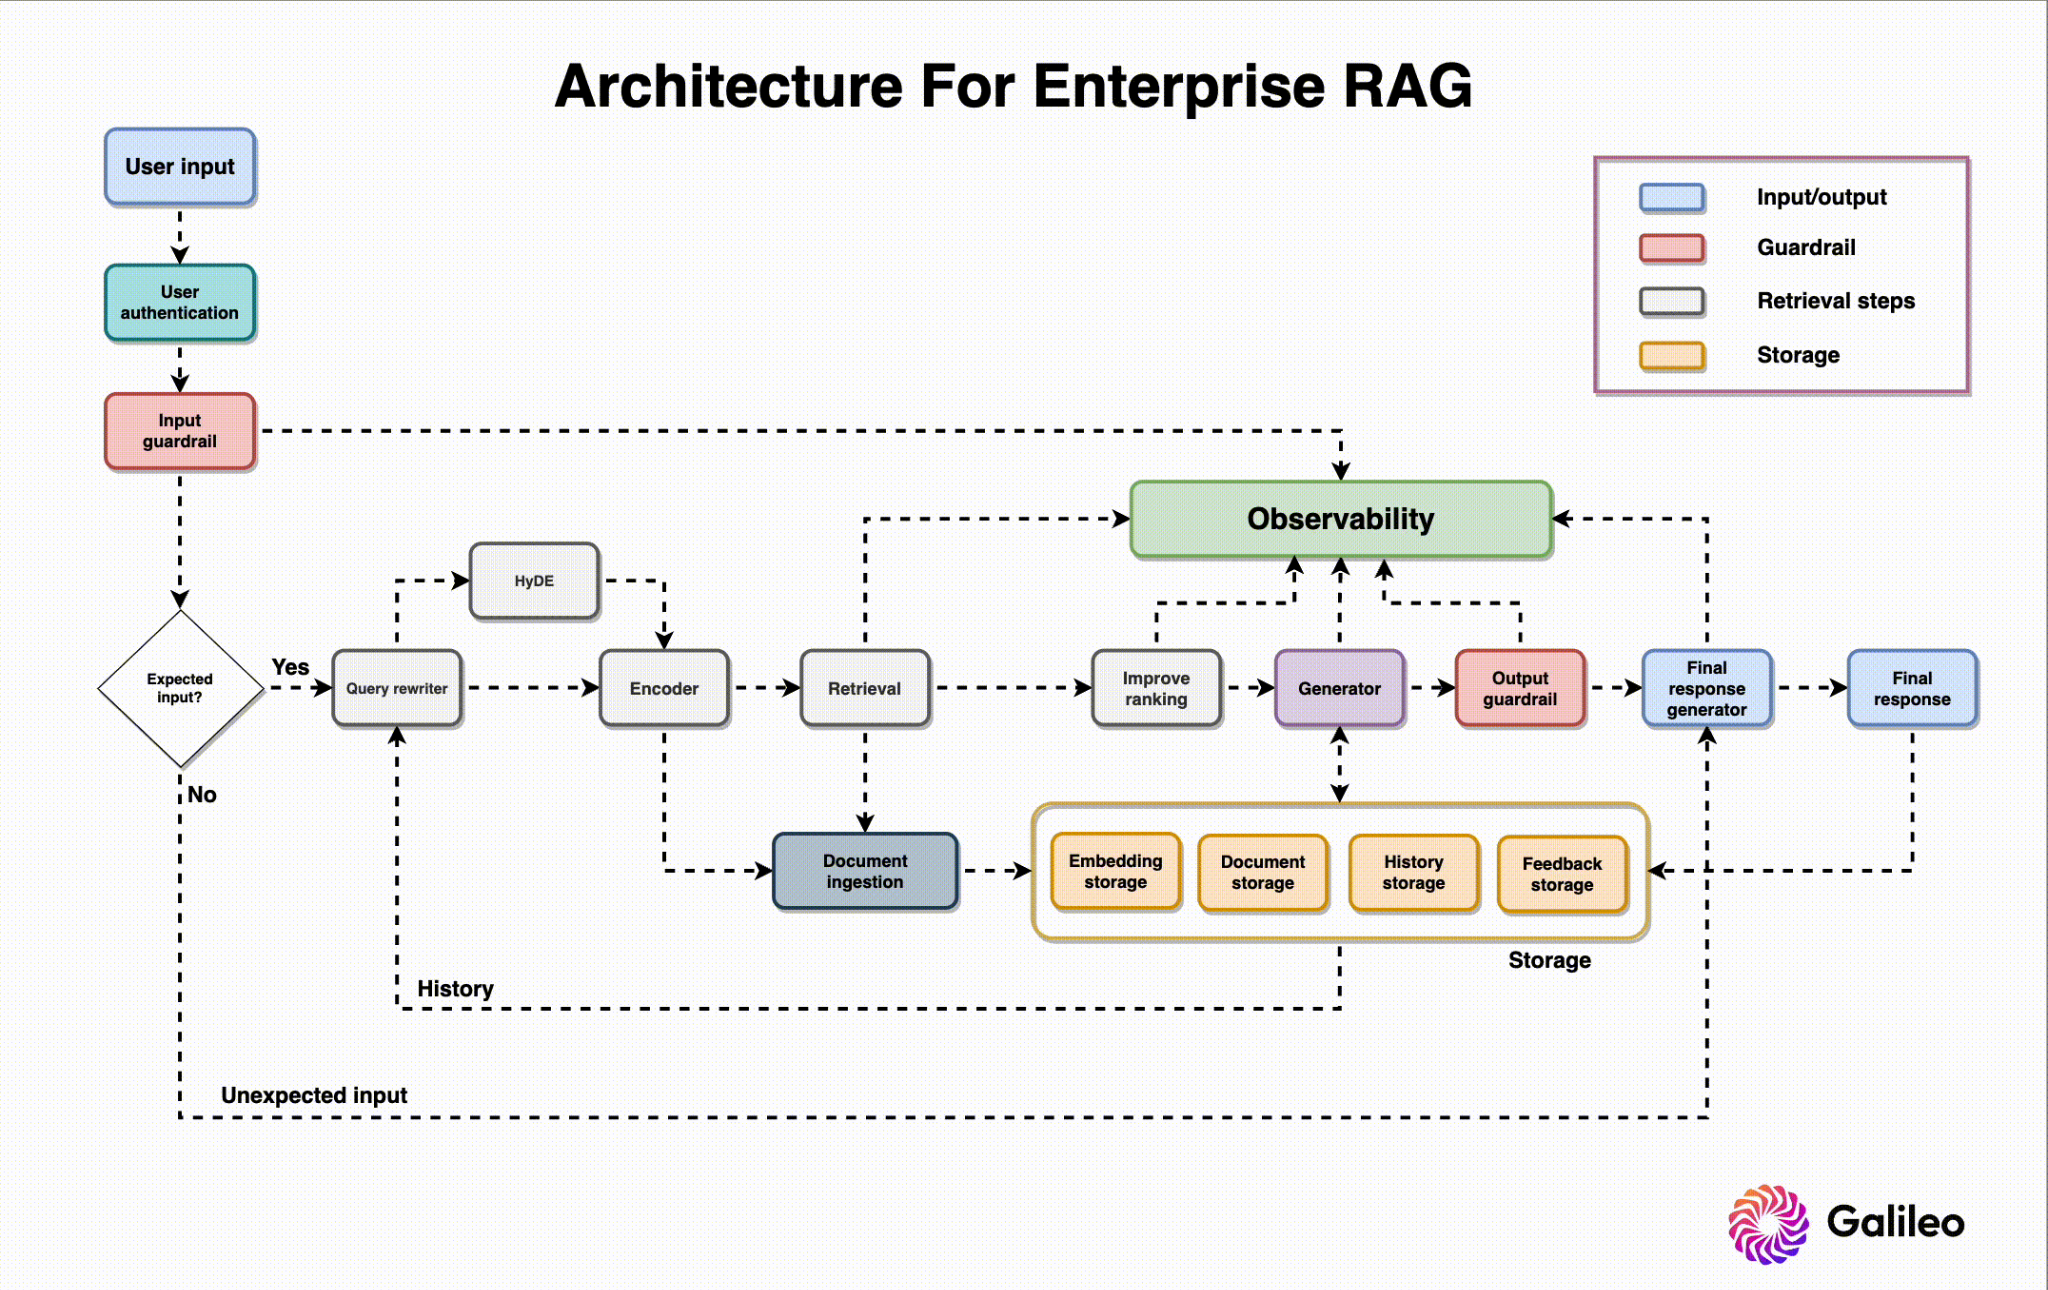 Architecture For Enterprise RAG
User input
Input/output
Guardrail
Retrieval steps
Storage
User
authentication
Input
guardrail
Observability
HyDE
Expected
input?
Yes
No
Query rewriter
Encoder
Retrieval
Improve
ranking
Generator
Output
guardrail
Final
response
generator
Final
response
Document
ingestion
Embedding
storage
Document
storage
History
storage
Feedback
storage
Storage
History
Unexpected input
Galileo